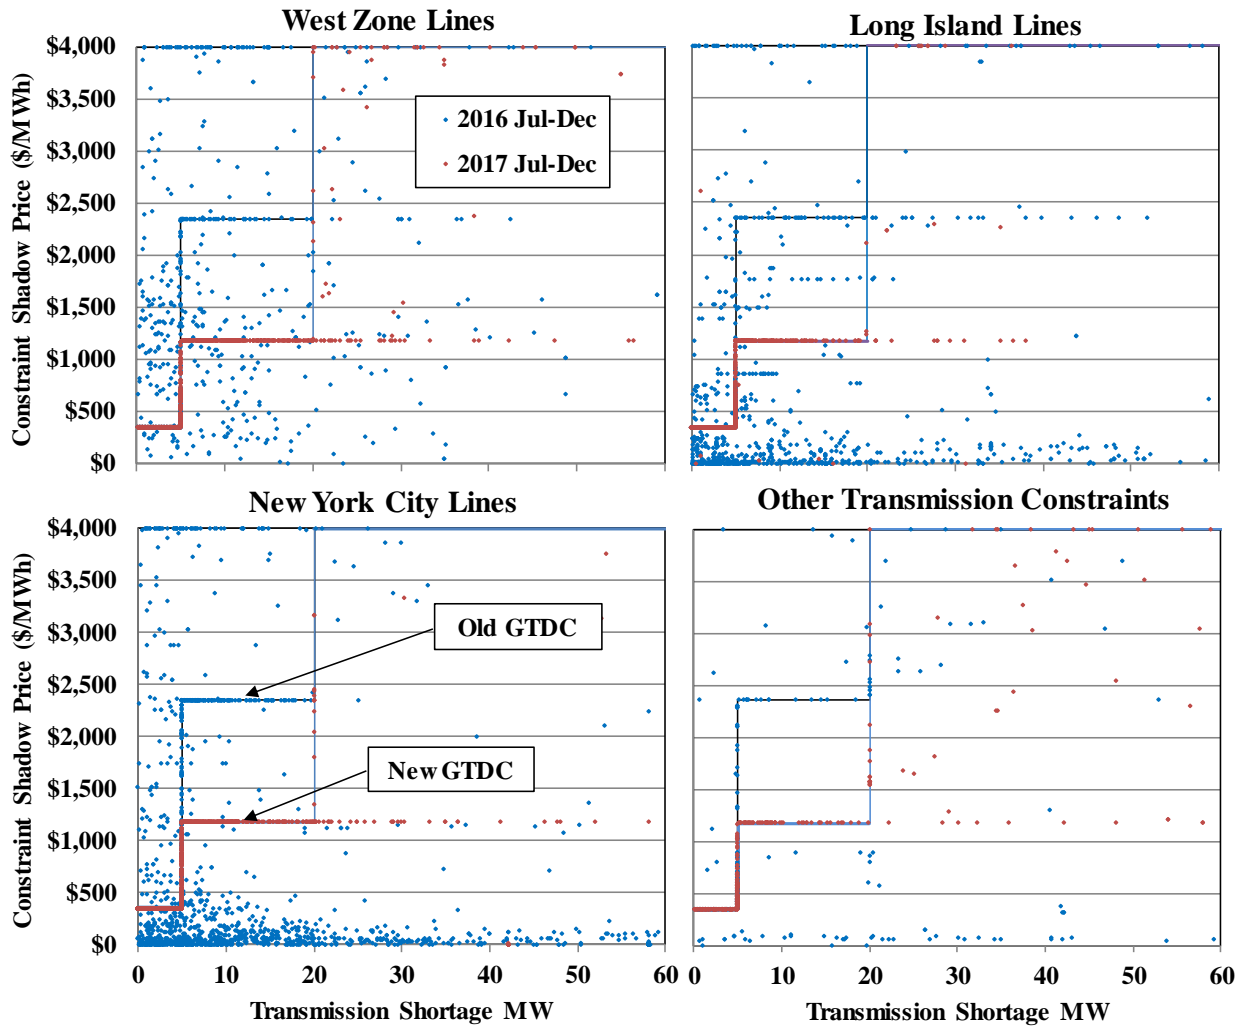 West Zone Lines
Long Island Lines
Constraint Shadow Price ($/MWh)
$4,000
$3,500
$3,000
$2,500
$2,000
$1,500
$1,000
$500
$0
2016 Jul-Dec
2017 Jul-Dec
New York City Lines
Other Transmission Constraints
Constraint Shadow Price ($/MWh)
$4,000
$3,500
$3,000
$2,500
$2,000
$1,500
$1,000
$500
$0
Old GTDC
New GTDC
0 10 20 30 40 50 60
0 10 20 30 40 50 60
Transmission Shortage MW
Transmission Shortage MW